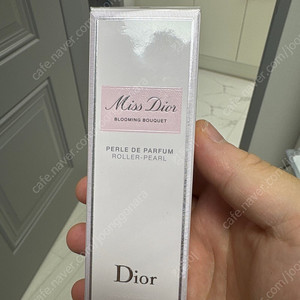 Miss Dior
BLOOMING BOUQUET
PERLE DE PARFUM
ROLLER-PEARL
Dior